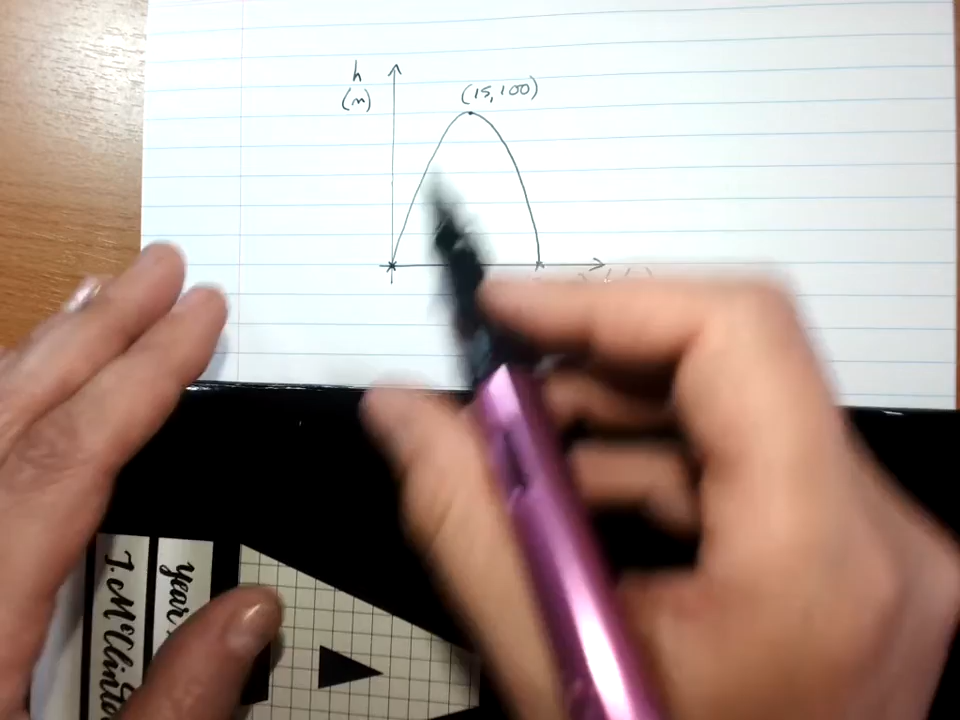 h
(m)
(15,100)
J. McClinto
Year